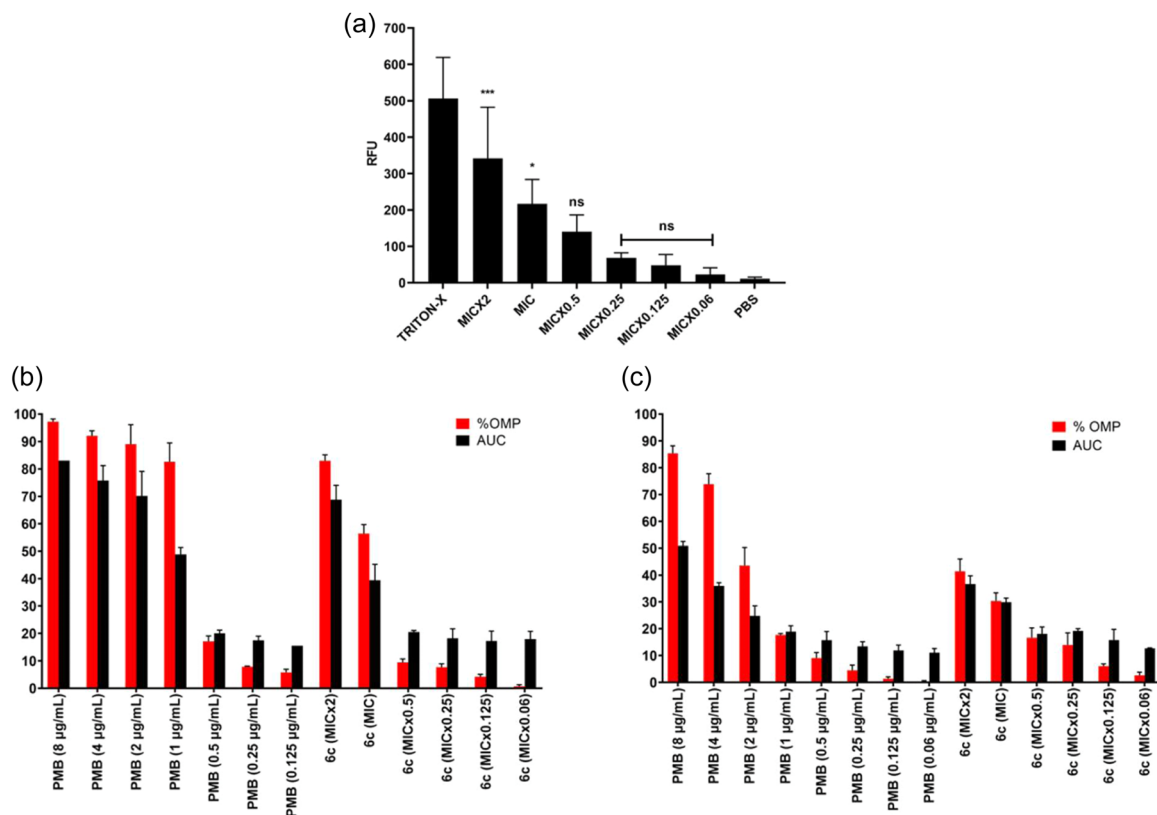 (a)
700
600
500
400
300
200
100
0
RFU
***
*
ns
ns
TRITON-X
MICX2
MIC
MICX0.5
MICX0.25
MICX0.125
MICX0.06
PBS
(b)
100
90
80
70
60
50
40
30
20
10
0
%OMP
AUC
PMB (8 µg/mL)
PMB (4 µg/mL)
PMB (2 µg/mL)
PMB (1 µg/mL)
PMB (0.5 µg/mL)
PMB (0.25 µg/mL)
PMB (0.125 µg/mL)
6c (MICx2)
6c (MIC)
6c (MICx0.5)
6c (MICx0.25)
6c (MICx0.125)
6c (MICx0.06)
(c)
100
90
80
70
60
50
40
30
20
10
0
% OMP
AUC
PMB (8 µg/mL)
PMB (4 µg/mL)
PMB (2 µg/mL)
PMB (1 µg/mL)
PMB (0.5 µg/mL)
PMB (0.25 µg/mL)
PMB (0.125 µg/mL)
PMB (0.06 µg/mL)
6c (MICx2)
6c (MIC)
6c (MICx0.5)
6c (MICx0.25)
6c (MICx0.125)
6c (MICx0.06)